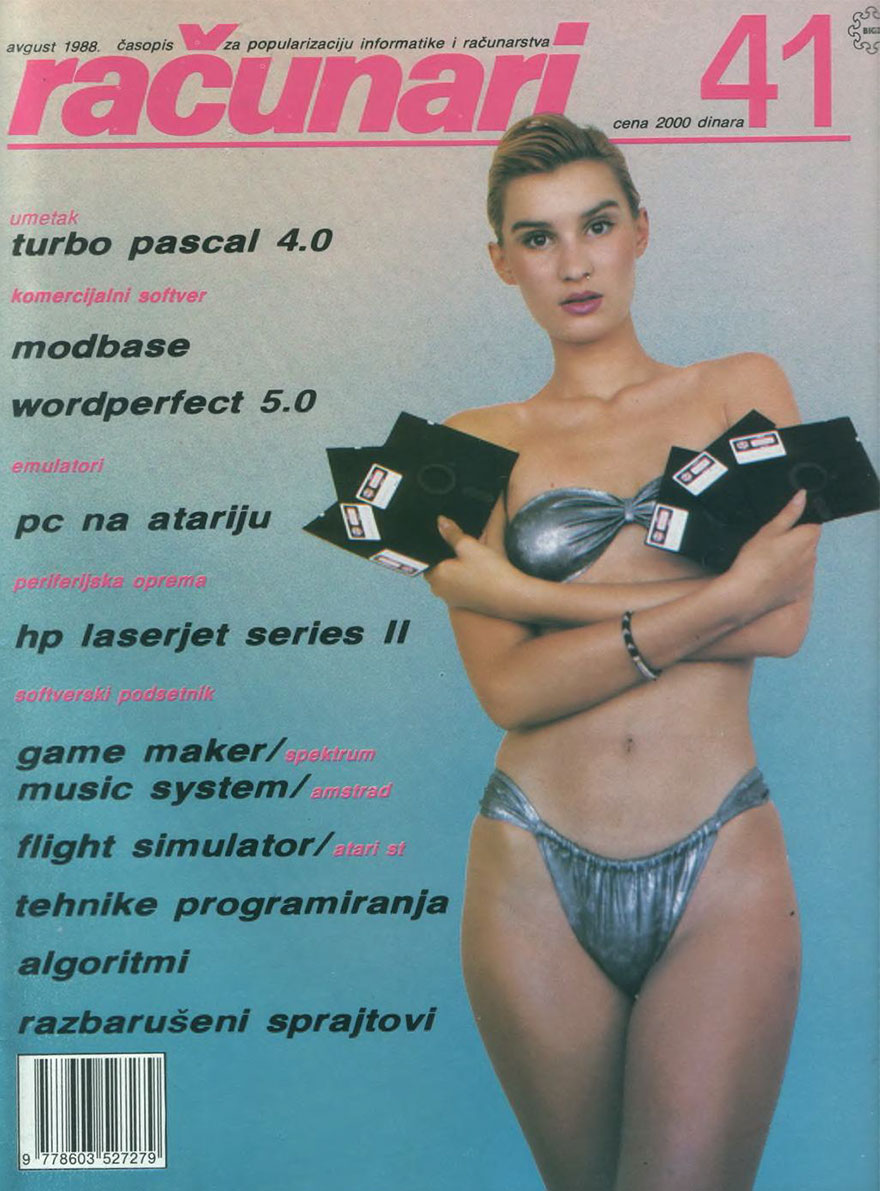 avgust 1988. časopis za popularizaciju informatike i računarstva
računari 41
cena 2000 dinara
umetak
turbo pascal 4.0
komercijalni softver
modbase
wordperfect 5.0
emulatori
pc na atariju
periferijska oprema
hp laserjet series II
softverski podsetnik
game maker/spektrum
music system/amstrad
flight simulator/atari st
tehnike programiranja
algoritmi
razbarušeni sprajtovi
9 778603 527279